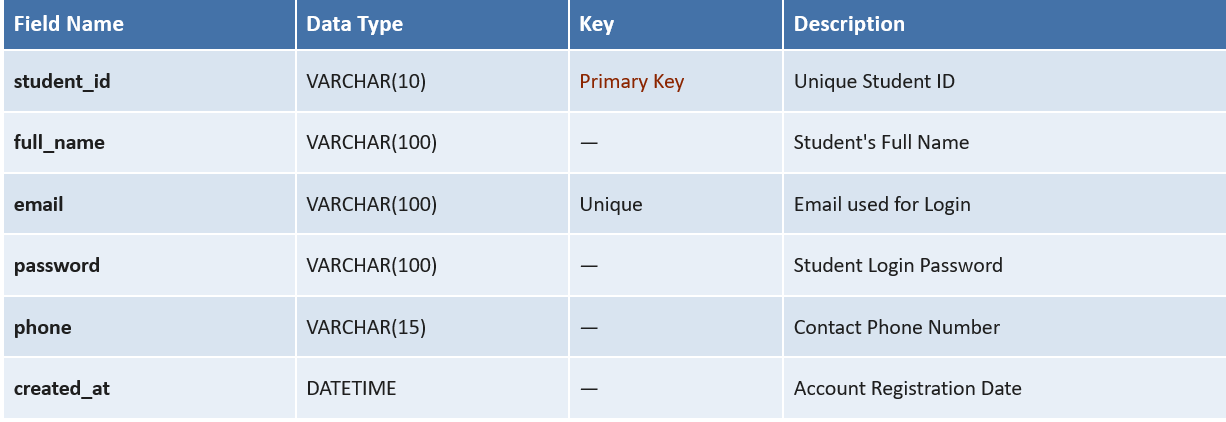 Field Name Data Type Key Description
student_id VARCHAR(10) Primary Key Unique Student ID
full_name VARCHAR(100) — Student's Full Name
email VARCHAR(100) Unique Email used for Login
password VARCHAR(100) — Student Login Password
phone VARCHAR(15) — Contact Phone Number
created_at DATETIME — Account Registration Date